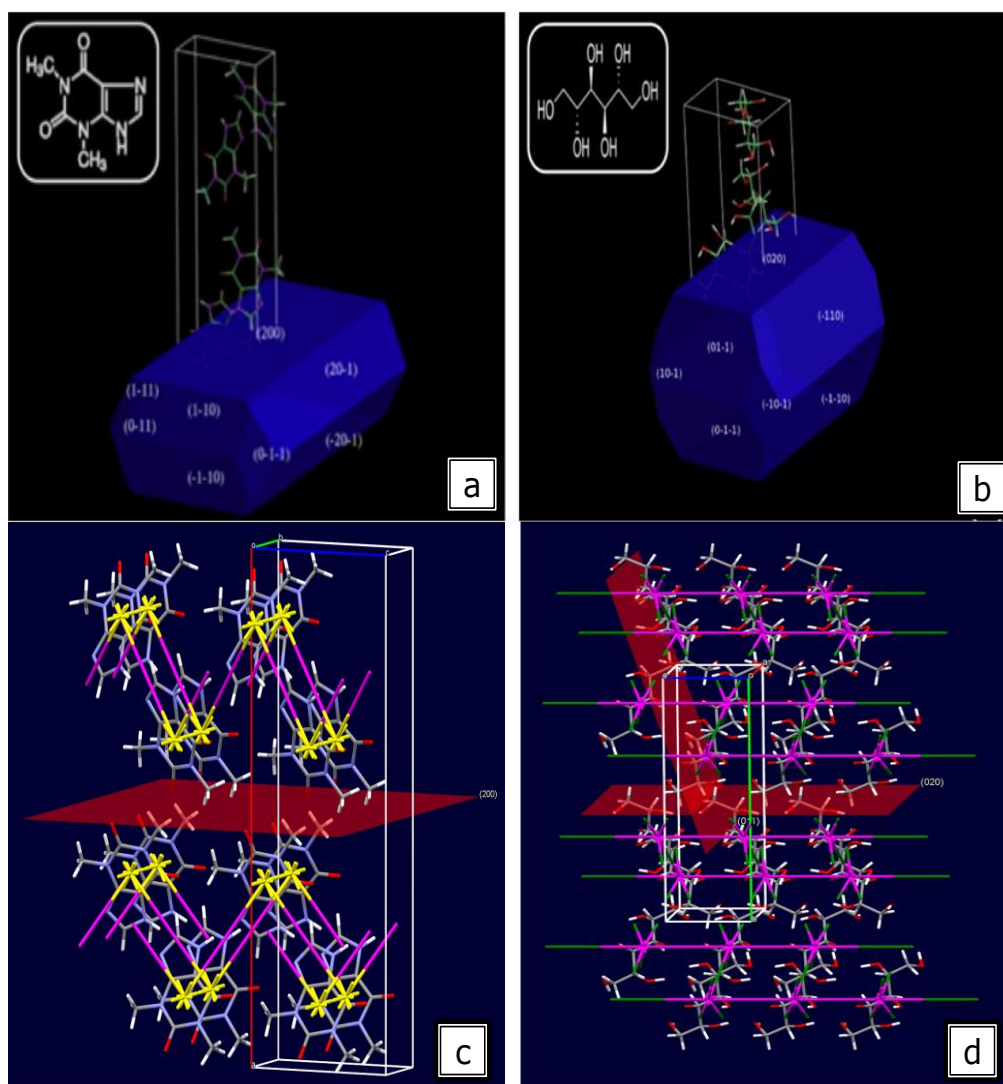 O
H₃C
N
N
O
N
N
H
CH₃
a
(200)
(20-1)
(1-11)
(1-10)
(0-11)
(0-1-1)
(-20-1)
(-1-10)
OH
OH
OH
HO
OH
OH
b
(020)
(-110)
(01-1)
(10-1)
(-10-1)
(-1-10)
(0-1-1)
(200)
c
(020)
(011)
d